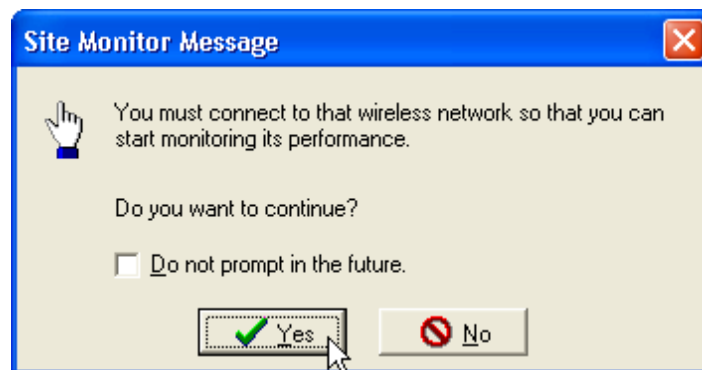 Site Monitor Message
You must connect to that wireless network so that you can
start monitoring its performance.
Do you want to continue?
Do not prompt in the future.
Yes
No